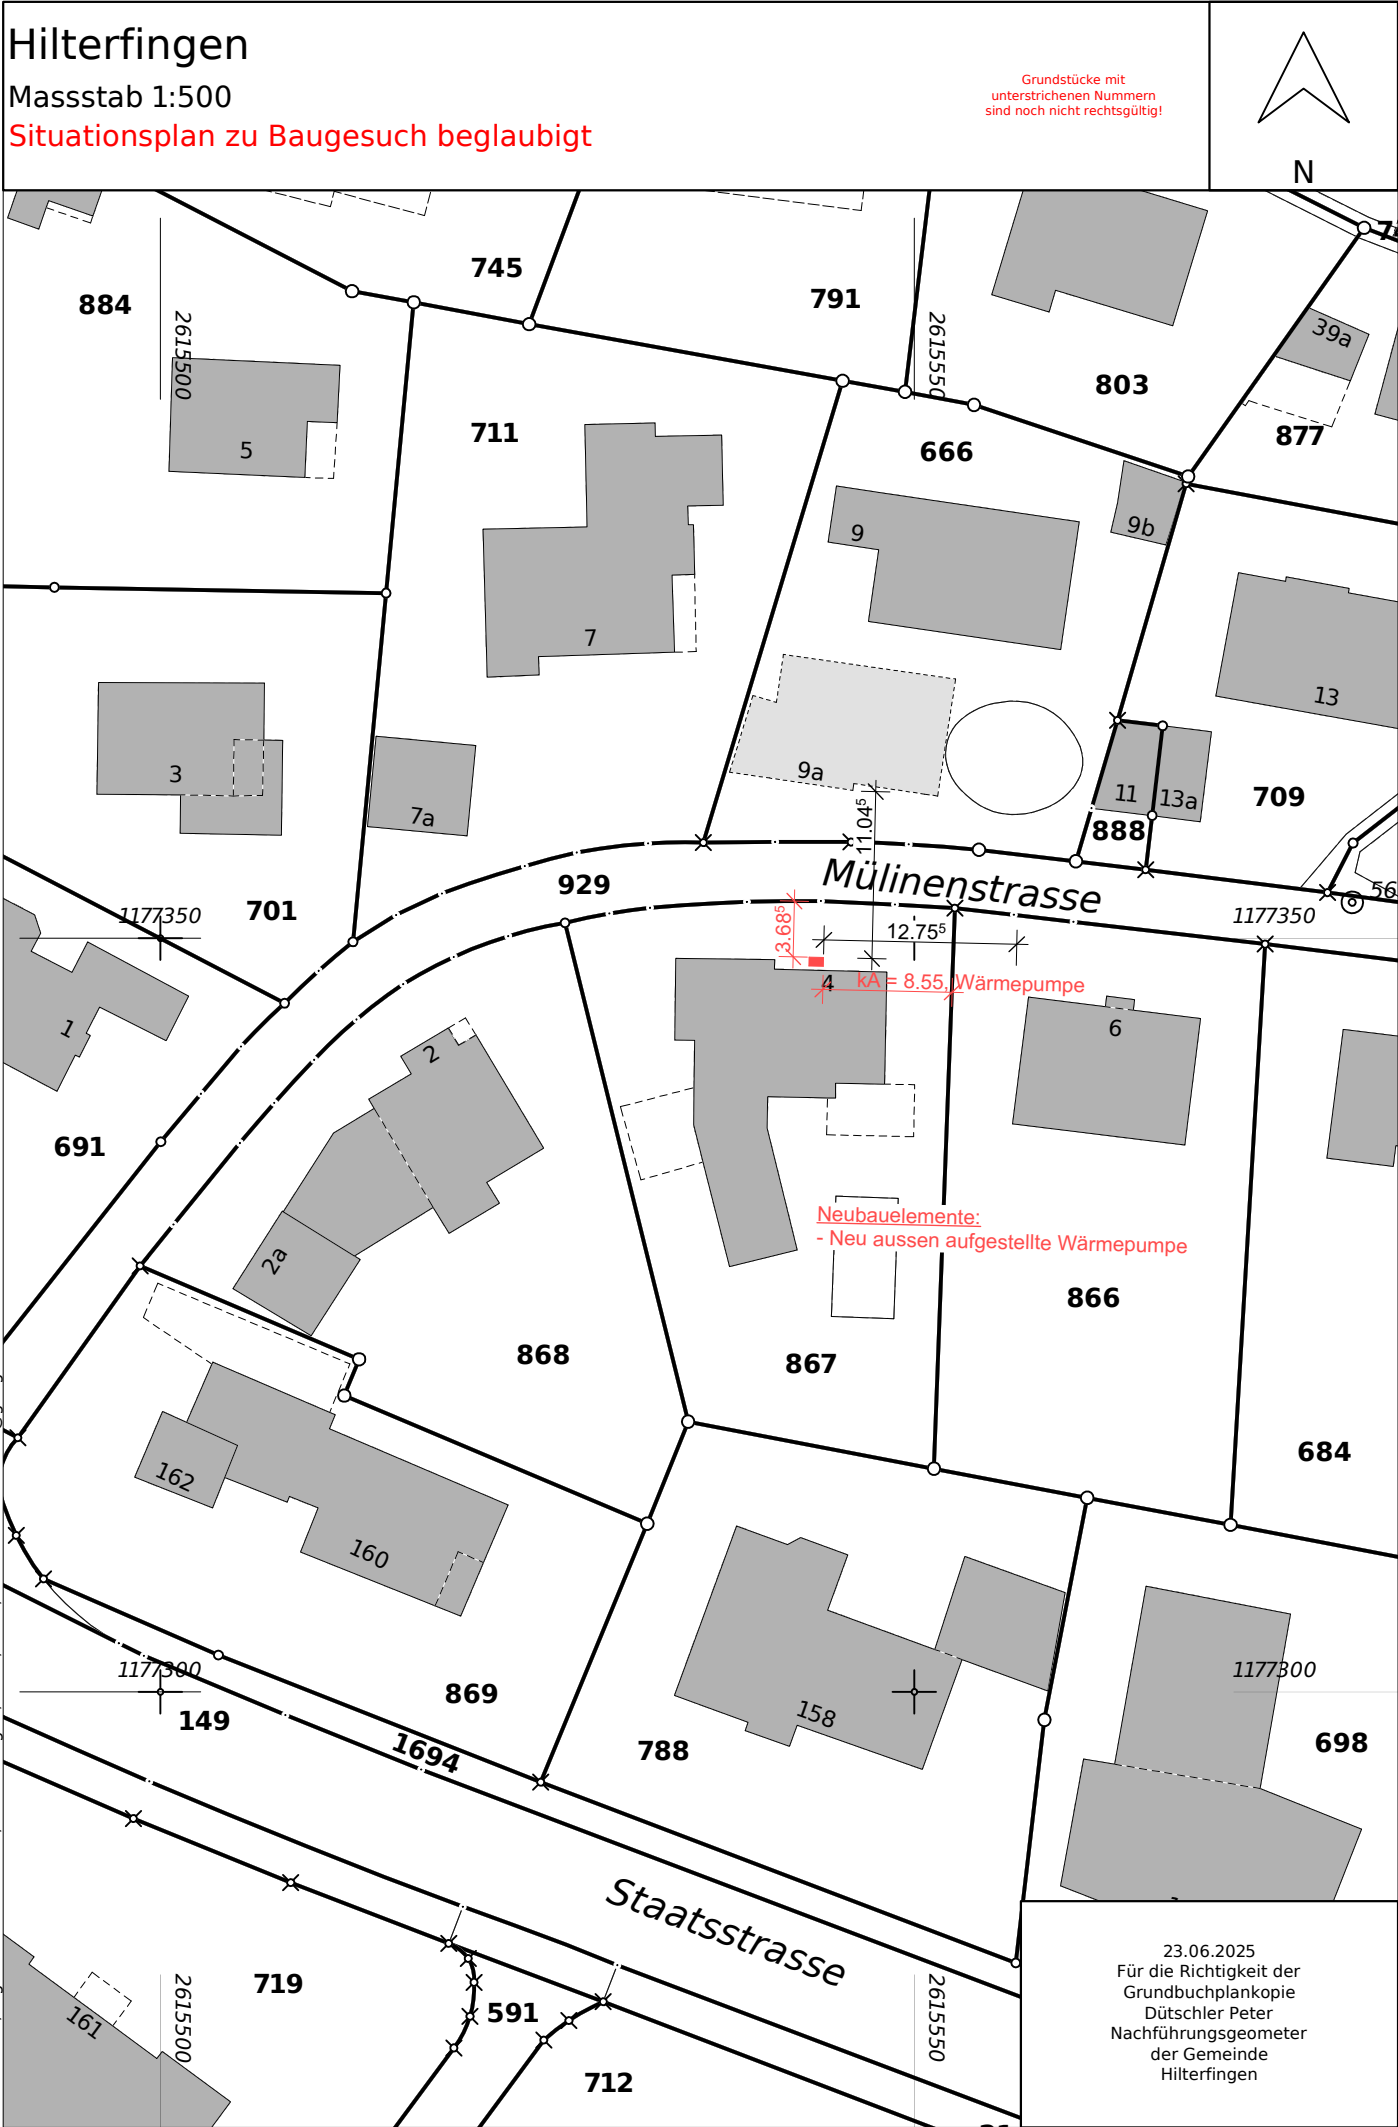 Hilterfingen
Massstab 1:500
Situationsplan zu Baugesuch beglaubigt
Grundstücke mit
unterstrichenen Nummern
sind noch nicht rechtsgültig!
N
745
884
791
2615500
2615550
39a
803
877
711
666
5
9
9b
7
13
3
9a
7a
11
13a
709
888
11.04⁵
Mülinenstrasse
929
56
701
1177350
1177350
3.68⁵
12.75⁵
4
kA = 8.55, Wärmepumpe
1
2
6
691
Neubauelemente:
- Neu aussen aufgestellte Wärmepumpe
2a
866
868
867
684
162
160
1177300
1177300
869
149
158
1694
788
698
Staatsstrasse
719
591
161
2615500
2615550
712
23.06.2025
Für die Richtigkeit der
Grundbuchplankopie
Dütschler Peter
Nachführungsgeometer
der Gemeinde
Hilterfingen